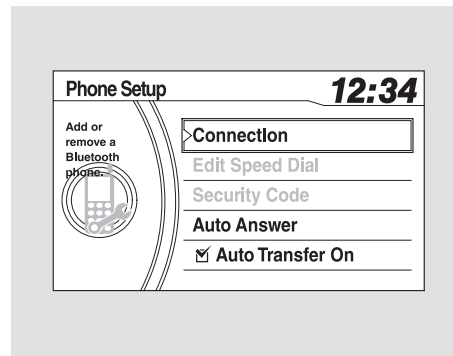 Phone Setup
12:34
Add or
remove a
Bluetooth
phone.
Connection
Edit Speed Dial
Security Code
Auto Answer
Auto Transfer On